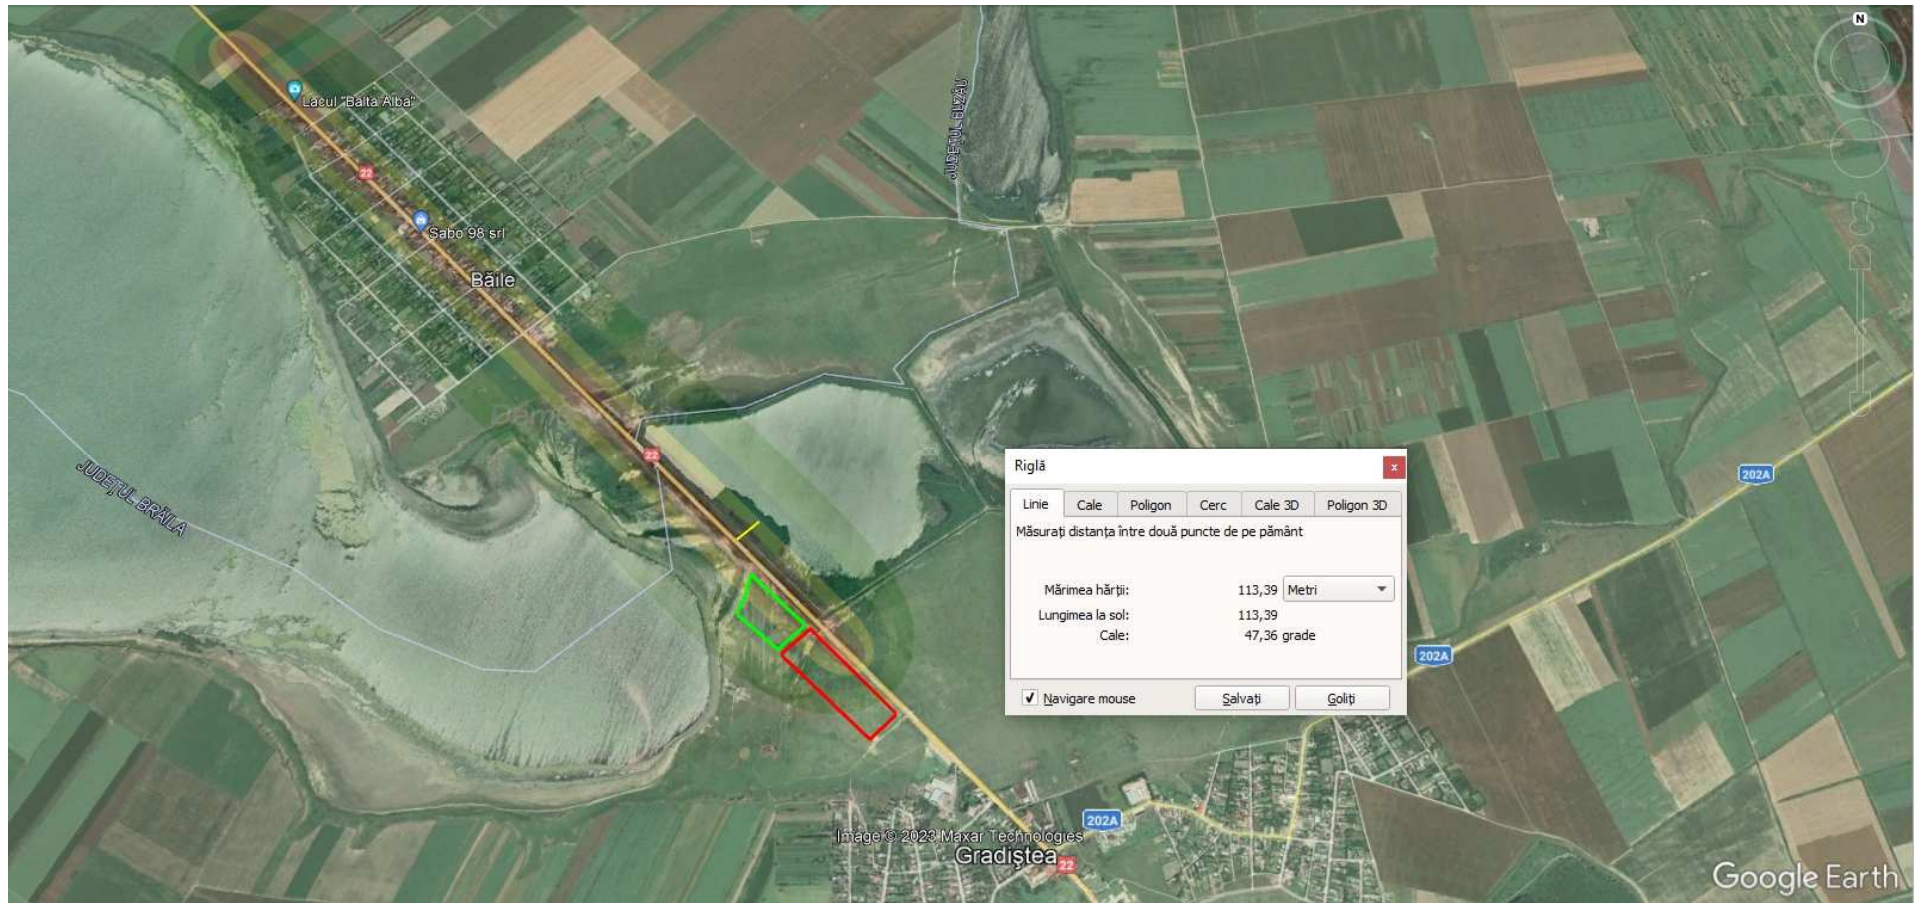 N
Lacul "Balta Alba"
JUDEȚUL BUZĂU
22
Sabo 98 srl
Băile
22
JUDEȚUL BRĂILA
202A
202A
Riglă
x
Linie Cale Poligon Cerc Cale 3D Poligon 3D
Măsurați distanța între două puncte de pe pământ
Mărimea hărții: 113,39 Metri
Lungimea la sol: 113,39
Cale: 47,36 grade
Navigare mouse Salvați Goliți
202A
Image © 2023 Maxar Technologies
Gradiştea
22
Google Earth